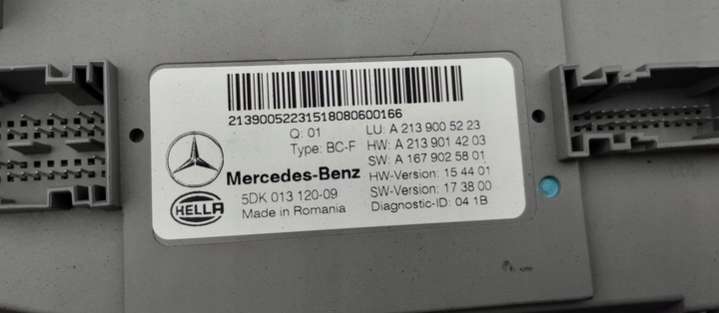 21390052231518080600166
Q: 01 LU: A 213 900 52 23
Type: BC-F HW: A 213 901 42 03
SW: A 167 902 58 01
Mercedes-Benz HW-Version: 15 44 01
5DK 013 120-09 SW-Version: 17 38 00
HELLA Made in Romania Diagnostic-ID: 04 1B